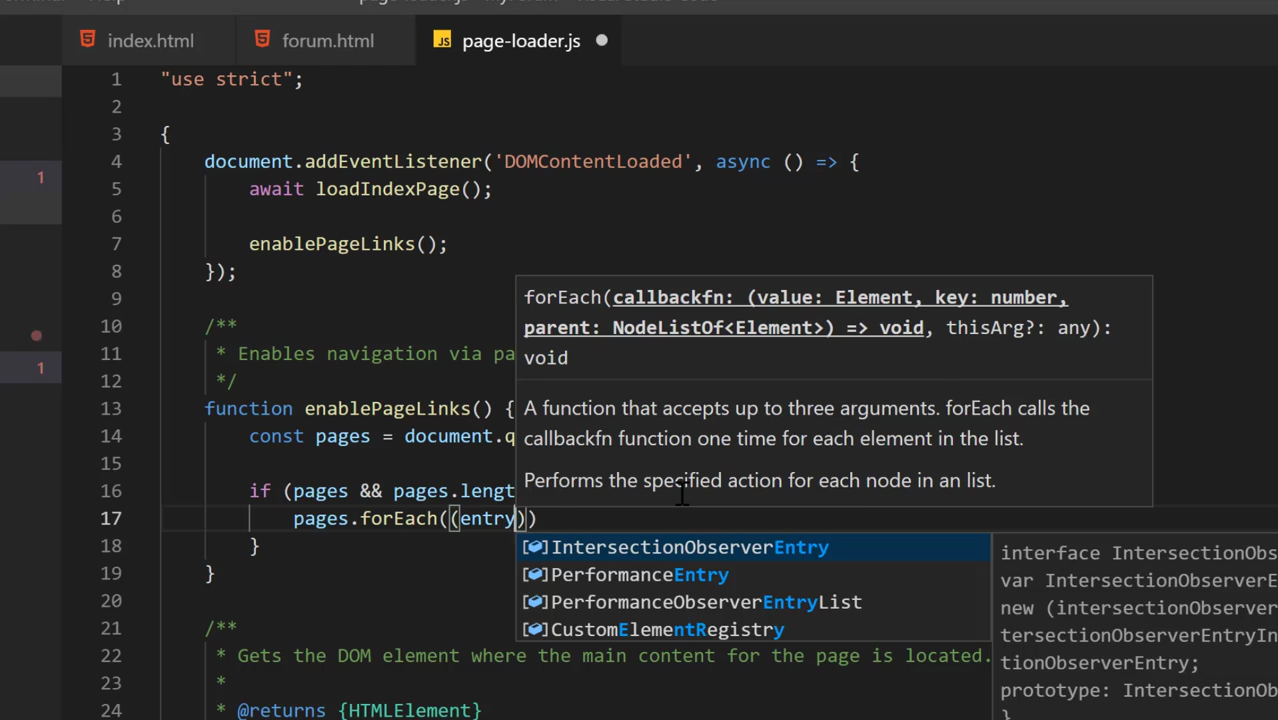 index.html
forum.html
JS page-loader.js
1 "use strict";
2
3 {
4 document.addEventListener('DOMContentLoaded', async () => {
5 await loadIndexPage();
6
7 enablePageLinks();
8 });
9
10 /**
11 * Enables navigation via pa
12 */
13 function enablePageLinks() {
14 const pages = document.q
15
16 if (pages && pages.lengt
17 pages.forEach((entry))
18 }
19 }
20
21 /**
22 * Gets the DOM element where the main content for the page is located.
23 *
24 * @returns {HTMLElement}
1
1
forEach(callbackfn: (value: Element, key: number,
parent: NodeListOf<Element>) => void, thisArg?: any):
void
A function that accepts up to three arguments. forEach calls the
callbackfn function one time for each element in the list.
Performs the specified action for each node in an list.
IntersectionObserverEntry
PerformanceEntry
PerformanceObserverEntryList
CustomElementRegistry
interface IntersectionObs
var IntersectionObserverE
new (intersectionObserver
tersectionObserverEntryIn
tionObserverEntry;
prototype: IntersectionOb
}